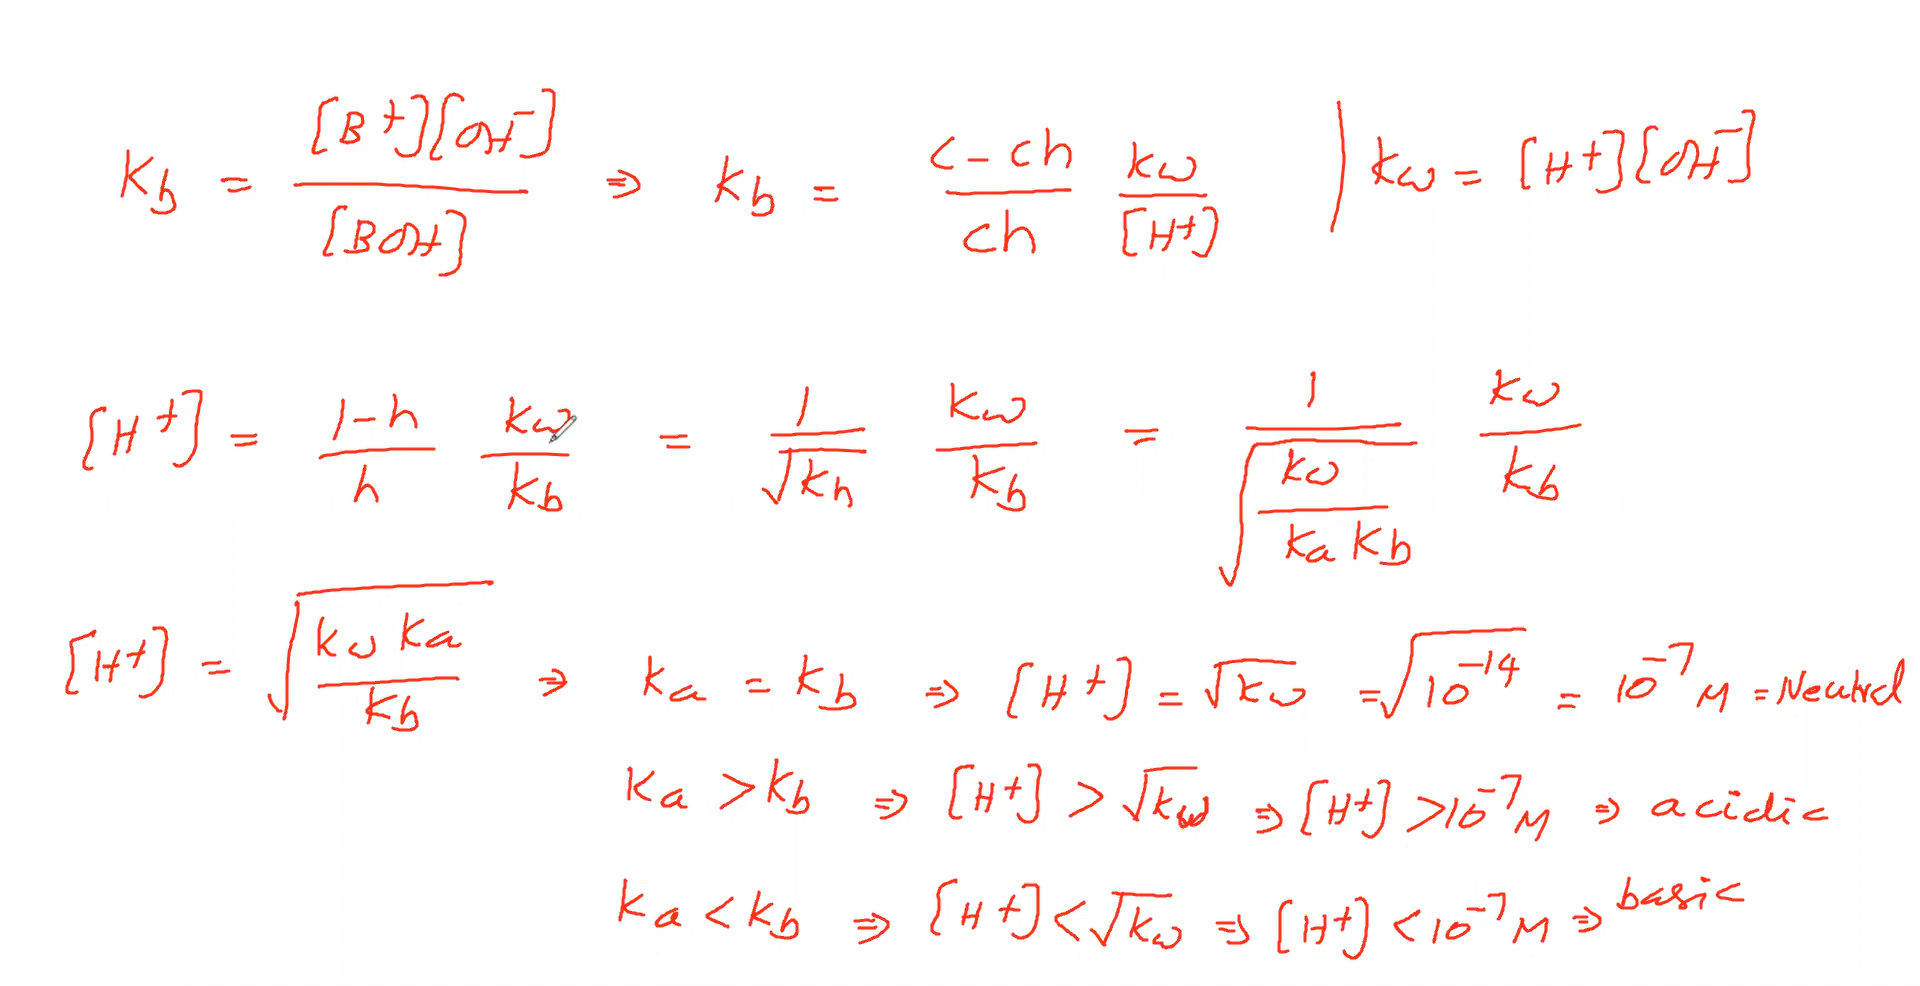 Kb = [B+][OH-] / [BOH] ⇒ Kb = (c-ch / ch) (kw / [H+]) | kw = [H+][OH-]
[H+] = (1-h / h) (kw / kb) = (1 / √kh) (kw / kb) = (1 / √(kw / ka kb)) (kw / kb)
[H+] = √(kw ka / kb) ⇒ ka = kb ⇒ [H+] = √kw = √10^-14 = 10^-7 M = Neutral
ka > kb ⇒ [H+] > √kw ⇒ [H+] > 10^-7 M ⇒ acidic
ka < kb ⇒ [H+] < √kw ⇒ [H+] < 10^-7 M ⇒ basic